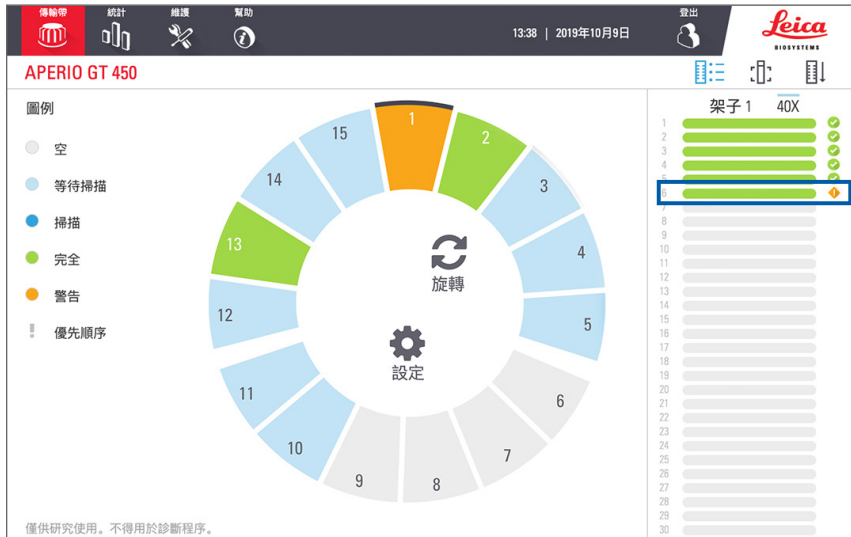 傳輸帶
統計
維護
幫助
13:38 | 2019年10月9日
登出
Leica
BIOSYSTEMS
APERIO GT 450
圖例
空
等待掃描
掃描
完全
警告
優先順序
1
2
3
4
5
6
7
8
9
10
11
12
13
14
15
旋轉
設定
架子 1 40X
1
2
3
4
5
6
7
8
9
10
11
12
13
14
15
16
17
18
19
20
21
22
23
24
25
26
27
28
29
30
僅供研究使用。不得用於診斷程序。